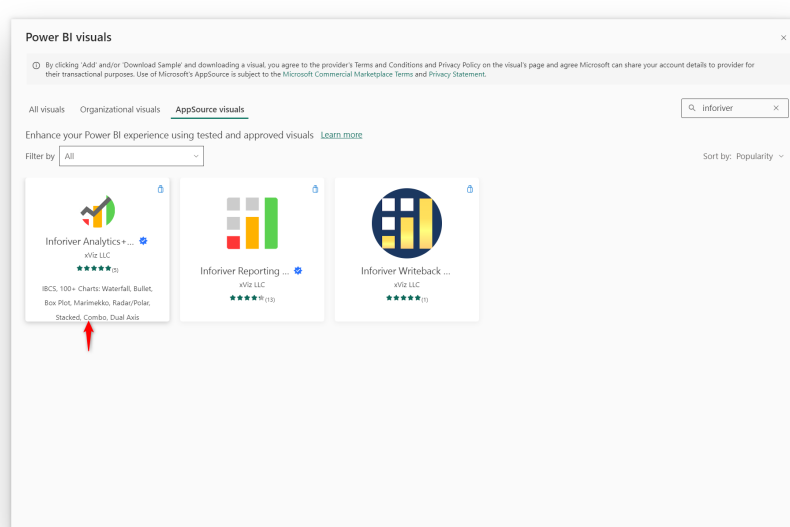 Power BI visuals
By clicking 'Add' and/or 'Download Sample' and downloading a visual, you agree to the provider's Terms and Conditions and Privacy Policy on the visual's page and agree Microsoft can share your account details to provider for
their transactional purposes. Use of Microsoft's AppSource is subject to the Microsoft Commercial Marketplace Terms and Privacy Statement.
All visuals Organizational visuals AppSource visuals
inforiver
Enhance your Power BI experience using tested and approved visuals Learn more
Filter by All
Sort by: Popularity
Inforiver Analytics+...
xViz LLC
(5)
IBCS, 100+ Charts: Waterfall, Bullet,
Box Plot, Marimekko, Radar/Polar,
Stacked, Combo, Dual Axis
Inforiver Reporting ...
xViz LLC
(13)
Inforiver Writeback ...
xViz LLC
(1)